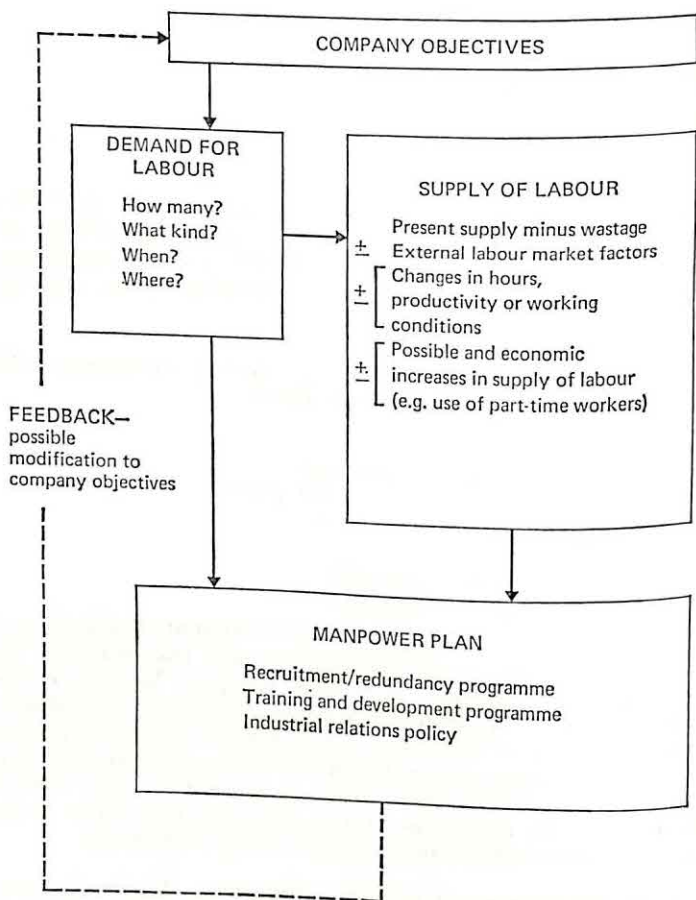 COMPANY OBJECTIVES
DEMAND FOR
LABOUR
How many?
What kind?
When?
Where?
SUPPLY OF LABOUR
Present supply minus wastage
± External labour market factors
± Changes in hours,
productivity or working
conditions
± Possible and economic
increases in supply of labour
(e.g. use of part-time workers)
FEEDBACK—
possible
modification to
company objectives
MANPOWER PLAN
Recruitment/redundancy programme
Training and development programme
Industrial relations policy